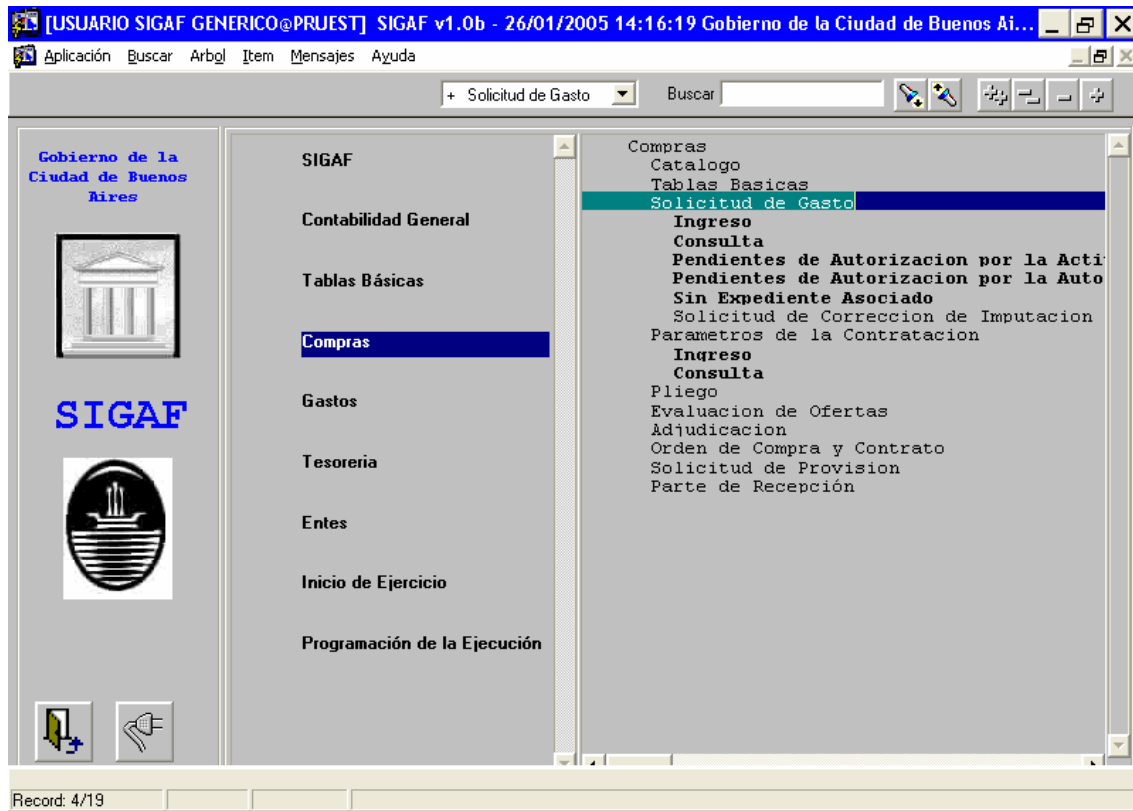 [USUARIO SIGAF GENERICO@PRUEST] SIGAF v1.0b - 26/01/2005 14:16:19 Gobierno de la Ciudad de Buenos Ai...
Aplicación Buscar Arbol Item Mensajes Ayuda
+ Solicitud de Gasto Buscar
Gobierno de la
Ciudad de Buenos
Aires
SIGAF
SIGAF
Contabilidad General
Tablas Básicas
Compras
Gastos
Tesoreria
Entes
Inicio de Ejercicio
Programación de la Ejecución
Compras
Catalogo
Tablas Basicas
Solicitud de Gasto
Ingreso
Consulta
Pendientes de Autorizacion por la Acti
Pendientes de Autorizacion por la Auto
Sin Expediente Asociado
Solicitud de Correccion de Imputacion
Parametros de la Contratacion
Ingreso
Consulta
Pliego
Evaluacion de Ofertas
Adjudicacion
Orden de Compra y Contrato
Solicitud de Provision
Parte de Recepción
Record: 4/19